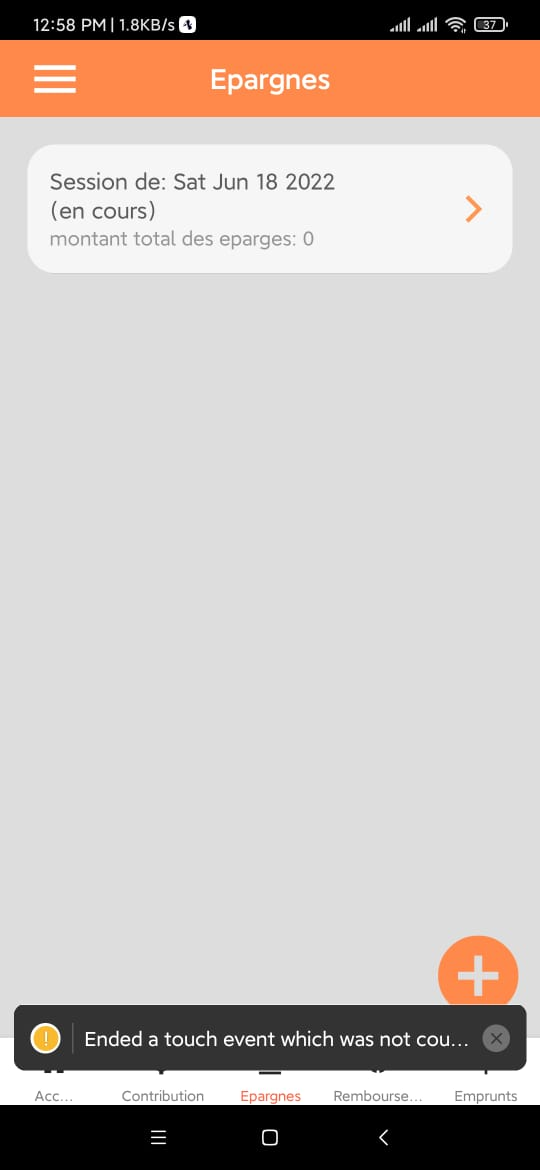 12:58 PM | 1.8KB/s
37
Epargnes
Session de: Sat Jun 18 2022
(en cours)
montant total des eparges: 0
Ended a touch event which was not cou...
Acc...
Contribution
Epargnes
Rembourse...
Emprunts